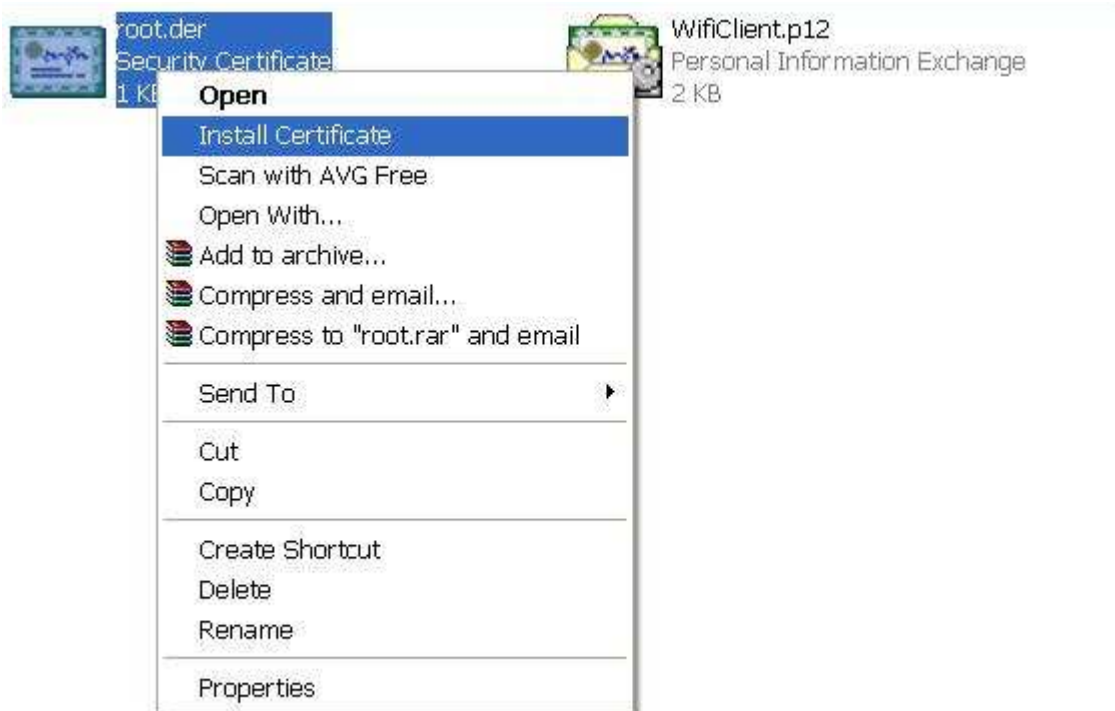 root.der
Security Certificate
1 KB
WifiClient.p12
Personal Information Exchange
2 KB
Open
Install Certificate
Scan with AVG Free
Open With...
Add to archive...
Compress and email...
Compress to "root.rar" and email
Send To
Cut
Copy
Create Shortcut
Delete
Rename
Properties